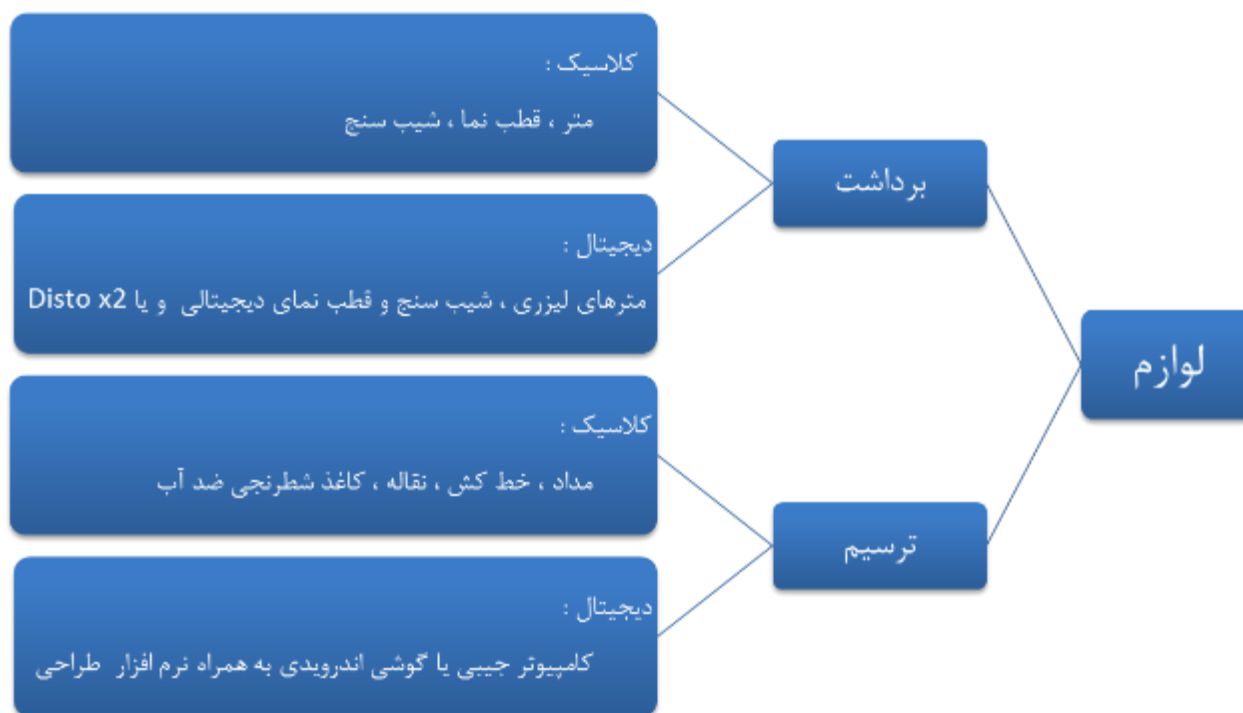 لوازم
برداشت
کلاسیک :
متر ، قطب نما ، شیب سنج
دیجیتال :
مترهای لیزری ، شیب سنج و قطب نمای دیجیتالی و یا Disto x2
ترسیم
کلاسیک :
مداد ، خط کش ، نقاله ، کاغذ شطرنجی ضد آب
دیجیتال :
کامپیوتر جیبی یا گوشی اندرویدی به همراه نرم افزار طراحی